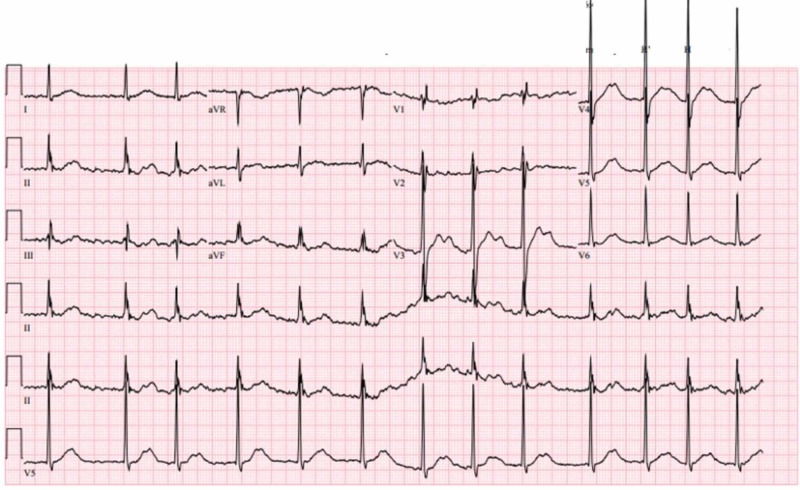 I aVR V1 V4
II aVL V2 V5
III aVF V3 V6
II
II
V5